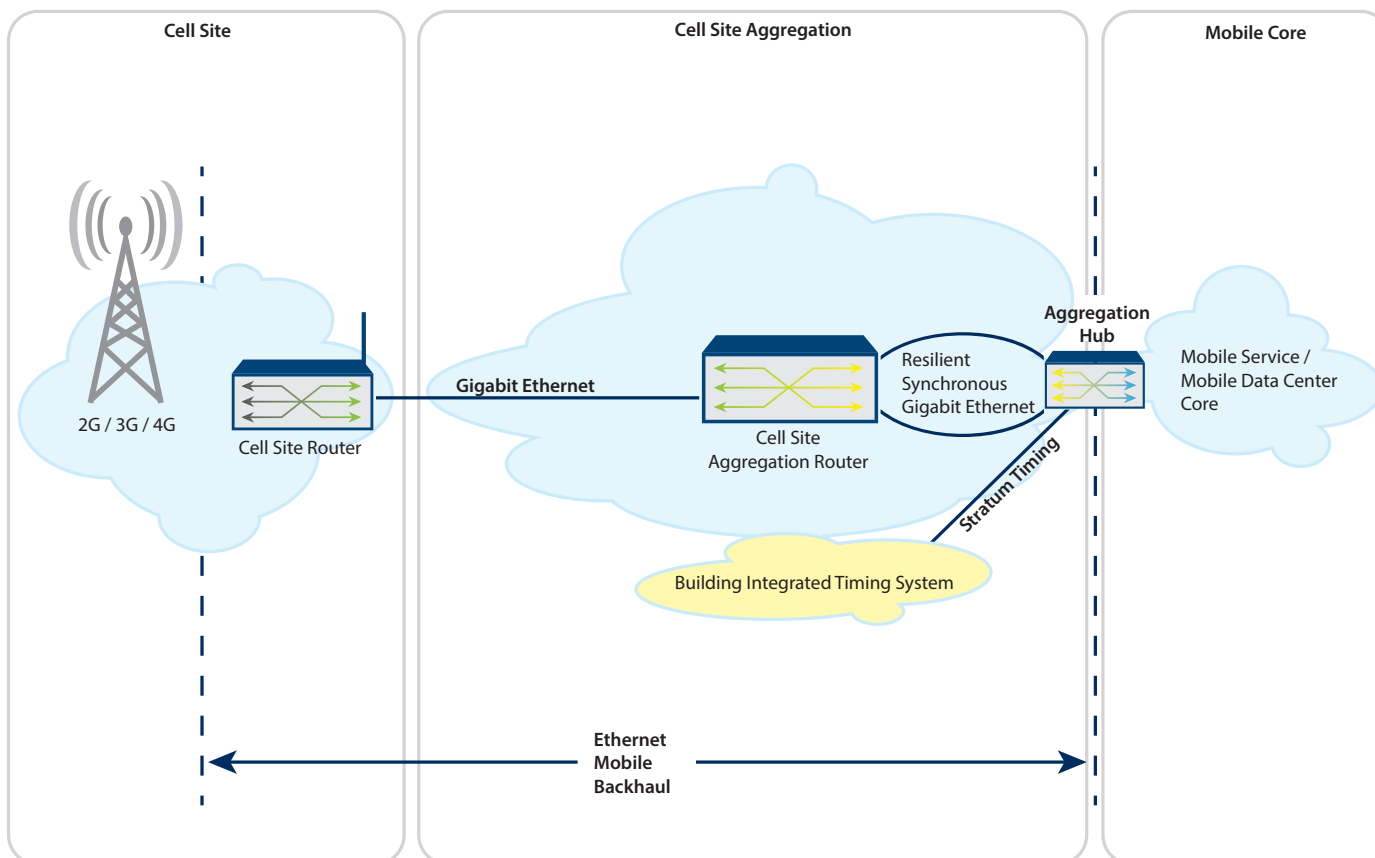 Cell Site
Cell Site Aggregation
Mobile Core
2G / 3G / 4G
Cell Site Router
Gigabit Ethernet
Cell Site
Aggregation Router
Resilient
Synchronous
Gigabit Ethernet
Aggregation
Hub
Mobile Service /
Mobile Data Center
Core
Stratum Timing
Building Integrated Timing System
Ethernet
Mobile
Backhaul